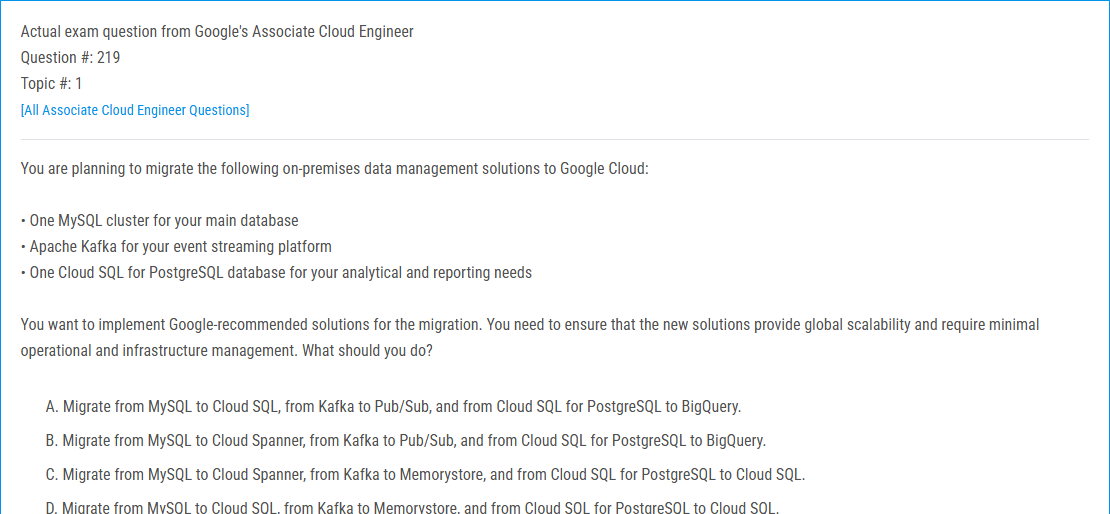 Actual exam question from Google's Associate Cloud Engineer
Question #: 219
Topic #: 1
[All Associate Cloud Engineer Questions]
You are planning to migrate the following on-premises data management solutions to Google Cloud:
• One MySQL cluster for your main database
• Apache Kafka for your event streaming platform
• One Cloud SQL for PostgreSQL database for your analytical and reporting needs
You want to implement Google-recommended solutions for the migration. You need to ensure that the new solutions provide global scalability and require minimal
operational and infrastructure management. What should you do?
A. Migrate from MySQL to Cloud SQL, from Kafka to Pub/Sub, and from Cloud SQL for PostgreSQL to BigQuery.
B. Migrate from MySQL to Cloud Spanner, from Kafka to Pub/Sub, and from Cloud SQL for PostgreSQL to BigQuery.
C. Migrate from MySQL to Cloud Spanner, from Kafka to Memorystore, and from Cloud SQL for PostgreSQL to Cloud SQL.
D. Migrate from MySQL to Cloud SQL, from Kafka to Memorystore, and from Cloud SQL for PostgreSQL to Cloud SQL.